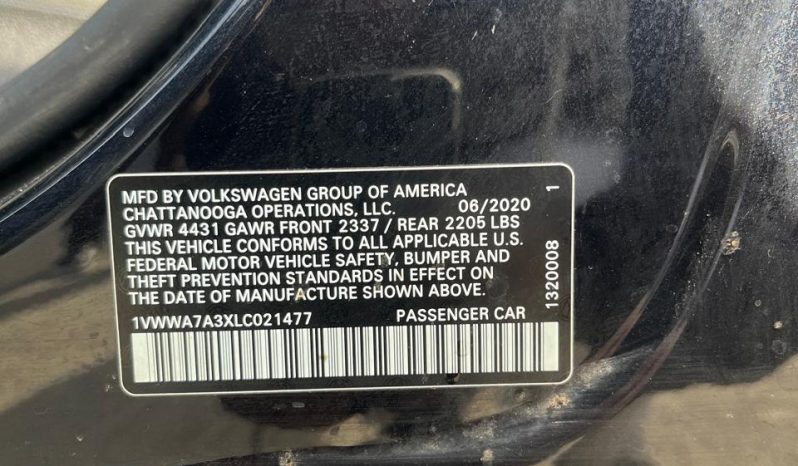 MFD BY VOLKSWAGEN GROUP OF AMERICA
CHATTANOOGA OPERATIONS, LLC. 06/2020
GVWR 4431 GAWR FRONT 2337 / REAR 2205 LBS
THIS VEHICLE CONFORMS TO ALL APPLICABLE U.S.
FEDERAL MOTOR VEHICLE SAFETY, BUMPER AND
THEFT PREVENTION STANDARDS IN EFFECT ON
THE DATE OF MANUFACTURE SHOWN ABOVE.
1VWWA7A3XLC021477 PASSENGER CAR
1320008 1